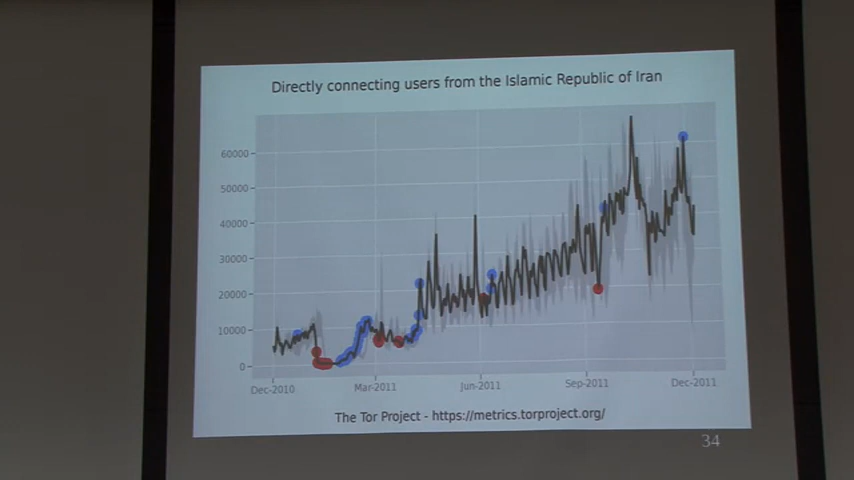 Directly connecting users from the Islamic Republic of Iran
60000
50000
40000
30000
20000
10000
0
Dec-2010 Mar-2011 Jun-2011 Sep-2011 Dec-2011
The Tor Project - https://metrics.torproject.org/
34